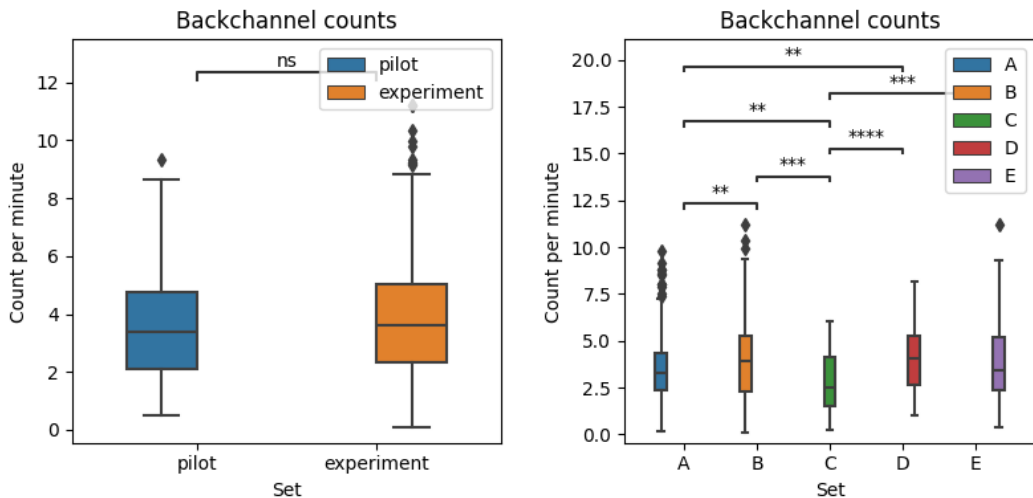 Backchannel counts
ns
pilot
experiment
12
10
8
6
4
2
0
Count per minute
pilot experiment
Set
Backchannel counts
**
***
**
****
***
**
A
B
C
D
E
20.0
17.5
15.0
12.5
10.0
7.5
5.0
2.5
0.0
Count per minute
A B C D E
Set